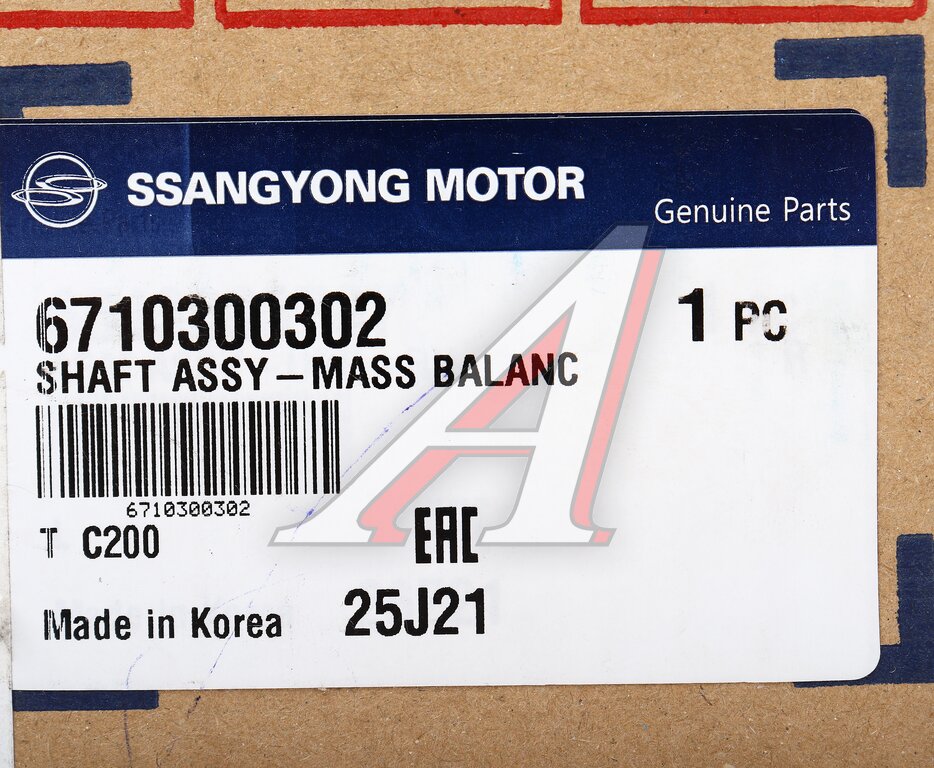 SSANGYONG MOTOR
Genuine Parts
6710300302 1 PC
SHAFT ASSY-MASS BALANC
6710300302
T C200 EAC
Made in Korea 25J21